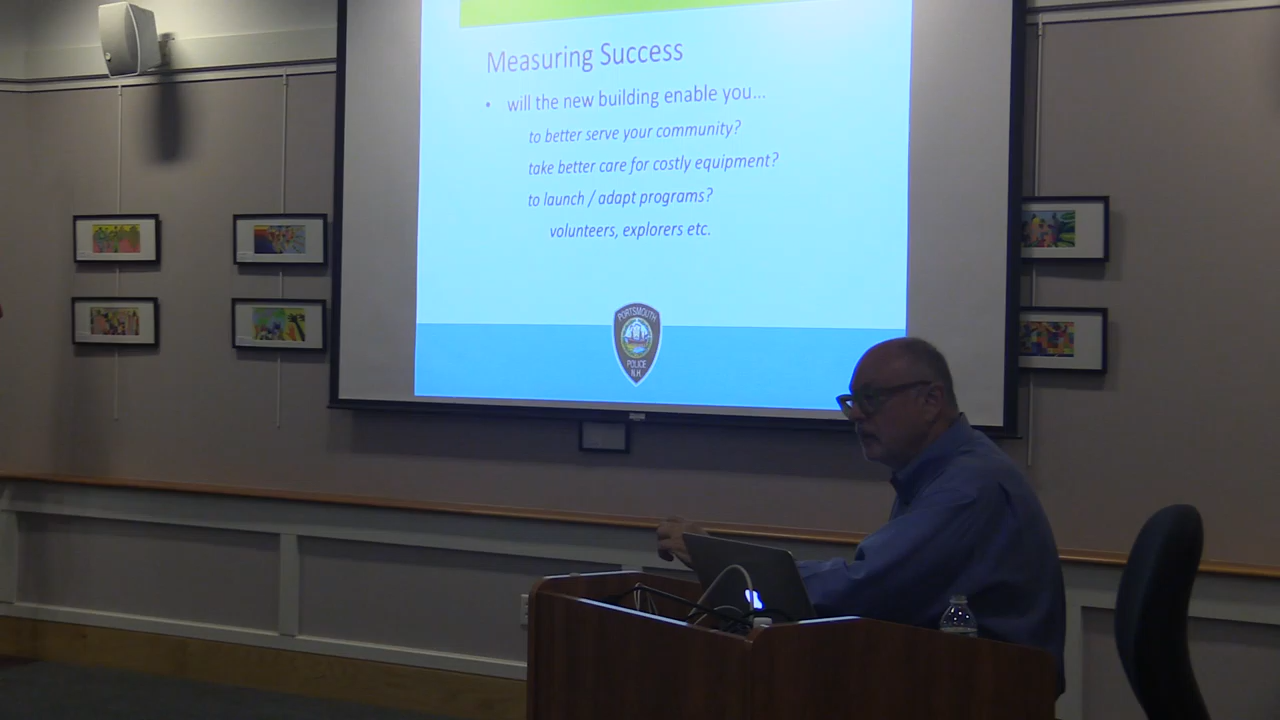 Measuring Success
• will the new building enable you...
to better serve your community?
take better care for costly equipment?
to launch / adapt programs?
volunteers, explorers etc.
PORTSMOUTH
POLICE
N.H.